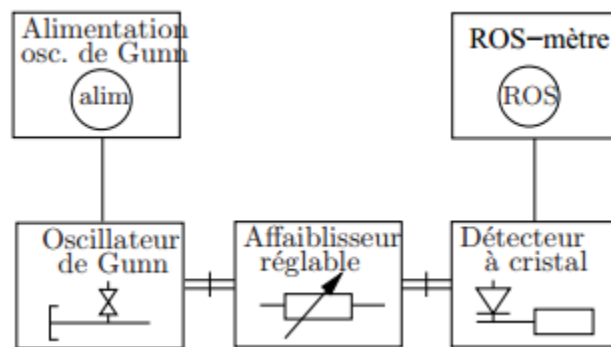 Alimentation
osc. de Gunn
alim
ROS-mètre
ROS
Oscillateur
de Gunn
Affaiblisseur
réglable
Détecteur
à cristal